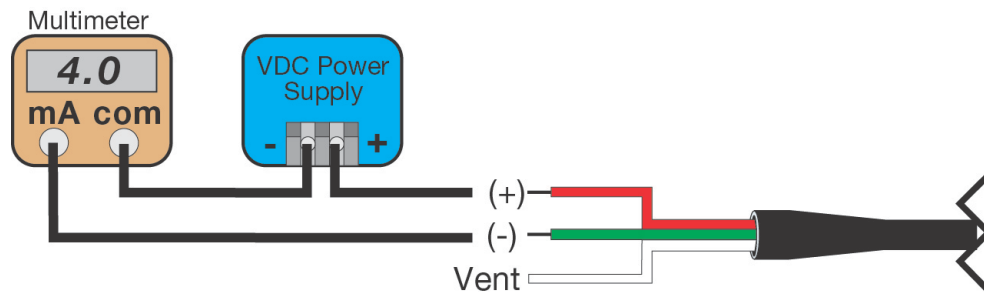 Multimeter
4.0
mA com
VDC Power
Supply
- +
(+)
(-)
Vent